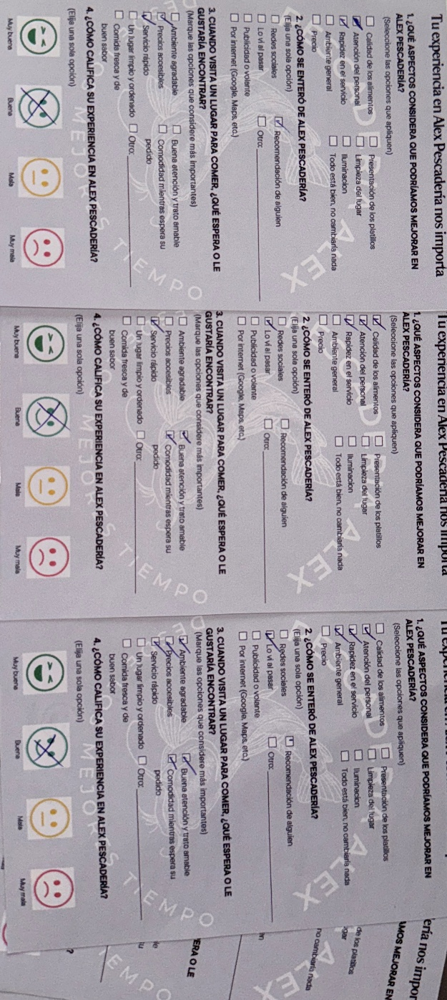 Tu experiencia en Alex Pescadería nos importa
1. ¿QUÉ ASPECTOS CONSIDERA QUE PODRÍAMOS MEJORAR EN
ALEX PESCADERÍA?
(Seleccione las opciones que apliquen)
Calidad de los alimentos
Presentación de los platillos
Atención del personal
Limpieza del lugar
Rapidez en el servicio
Iluminacion
Ambiente general
Todo está bien, no cambiaría nada
Precio
2. ¿CÓMO SE ENTERÓ DE ALEX PESCADERÍA?
(Elija una sola opción)
Redes sociales
Recomendación de alguien
Lo vi al pasar
Otro:
Publicidad o volante
Por internet (Google, Maps, etc.)
3. CUANDO VISITA UN LUGAR PARA COMER, ¿QUÉ ESPERA O LE
GUSTARÍA ENCONTRAR?
(Marque las opciones que considere más importantes)
Ambiente agradable
Buena atención y trato amable
Precios accesibles
Comodidad mientras espera su
pedido
Servicio rápido
Un lugar limpio y ordenado
Otro:
Comida fresca y de
buen sabor
4. ¿CÓMO CALIFICA SU EXPERIENCIA EN ALEX PESCADERÍA?
(Elija una sola opción)
Muy buena
Buena
Mala
Muy mala
ALEX
MEJOR
TIEMPO
Tu experiencia en Alex Pescadería nos importa
1. ¿QUÉ ASPECTOS CONSIDERA QUE PODRÍAMOS MEJORAR EN
ALEX PESCADERÍA?
(Seleccione las opciones que apliquen)
Calidad de los alimentos
Presentación de los platillos
Atención del personal
Limpieza del lugar
Rapidez en el servicio
Iluminacion
Ambiente general
Todo está bien, no cambiaría nada
Precio
2. ¿CÓMO SE ENTERÓ DE ALEX PESCADERÍA?
(Elija una sola opción)
Redes sociales
Recomendación de alguien
Lo vi al pasar
Otro:
Publicidad o volante
Por internet (Google, Maps, etc.)
3. CUANDO VISITA UN LUGAR PARA COMER, ¿QUÉ ESPERA O LE
GUSTARÍA ENCONTRAR?
(Marque las opciones que considere más importantes)
Ambiente agradable
Buena atención y trato amable
Precios accesibles
Comodidad mientras espera su
pedido
Servicio rápido
Un lugar limpio y ordenado
Otro:
Comida fresca y de
buen sabor
4. ¿CÓMO CALIFICA SU EXPERIENCIA EN ALEX PESCADERÍA?
(Elija una sola opción)
Muy buena
Buena
Mala
Muy mala
ALEX
MEJOR
TIEMPO
1. ¿QUÉ ASPECTOS CONSIDERA QUE PODRÍAMOS MEJORAR EN
ALEX PESCADERÍA?
(Seleccione las opciones que apliquen)
Calidad de los alimentos
Presentación de los platillos
Atención del personal
Limpieza del lugar
Rapidez en el servicio
Iluminacion
Ambiente general
Todo está bien, no cambiaría nada
Precio
2. ¿CÓMO SE ENTERÓ DE ALEX PESCADERÍA?
(Elija una sola opción)
Redes sociales
Recomendación de alguien
Lo vi al pasar
Otro:
Publicidad o volante
Por internet (Google, Maps, etc.)
3. CUANDO VISITA UN LUGAR PARA COMER, ¿QUÉ ESPERA O LE
GUSTARÍA ENCONTRAR?
(Marque las opciones que considere más importantes)
Ambiente agradable
Buena atención y trato amable
Precios accesibles
Comodidad mientras espera su
pedido
Servicio rápido
Un lugar limpio y ordenado
Otro:
Comida fresca y de
buen sabor
4. ¿CÓMO CALIFICA SU EXPERIENCIA EN ALEX PESCADERÍA?
(Elija una sola opción)
Muy buena
Buena
Mala
Muy mala
ALEX
MEJOR
TIEMPO
ería nos impor
AMOS MEJORAR EN
de los platillos
gar
no cambiaría nada
en
ERA O LE
?
ALEX
EMPO